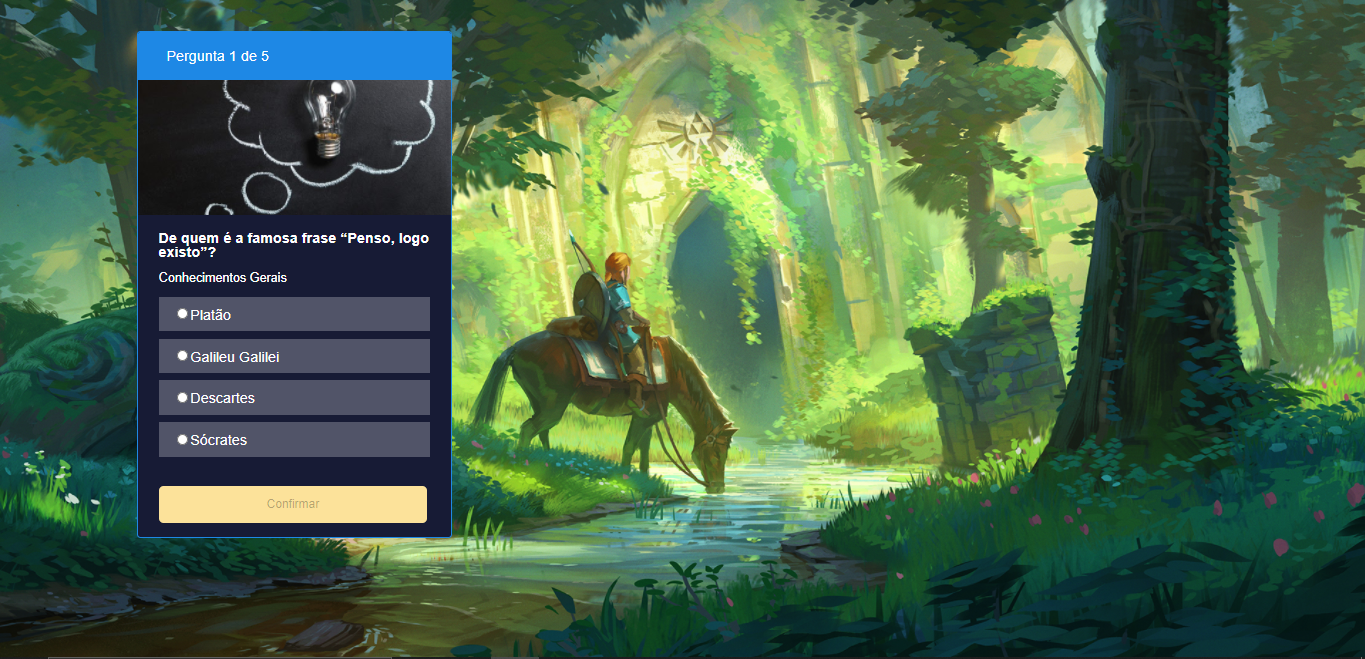 Pergunta 1 de 5
De quem é a famosa frase “Penso, logo
existo”?
Conhecimentos Gerais
Platão
Galileu Galilei
Descartes
Sócrates
Confirmar